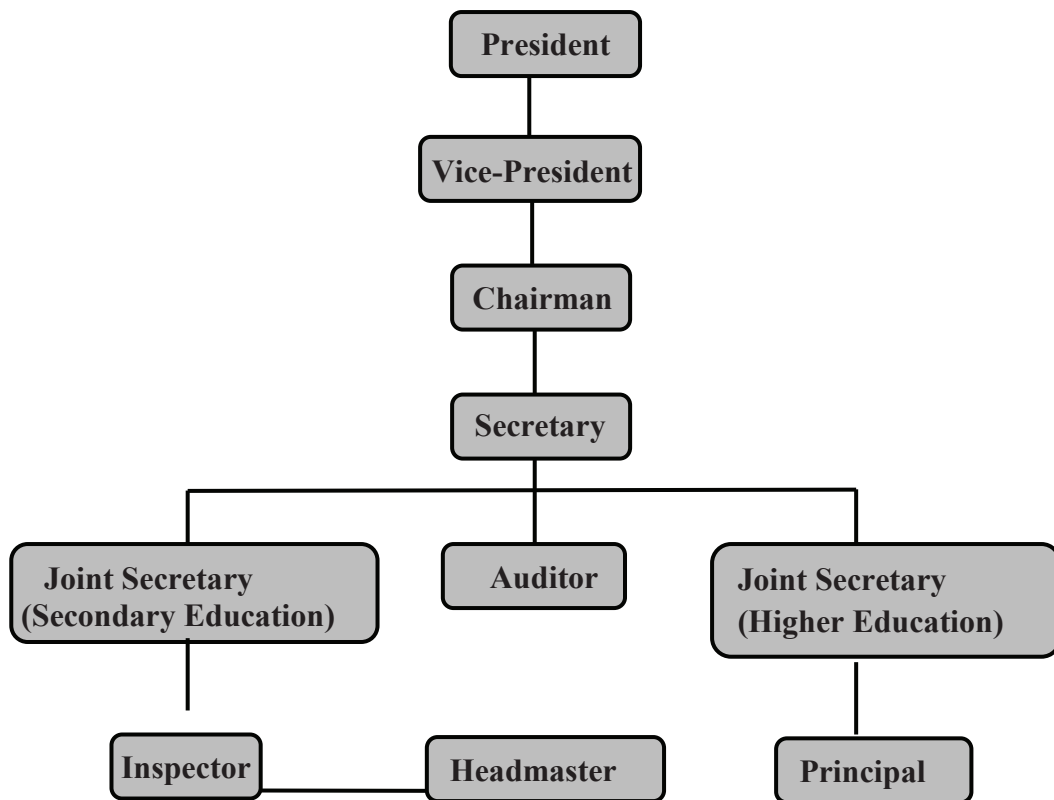 President
Vice-President
Chairman
Secretary
Joint Secretary
(Secondary Education)
Auditor
Joint Secretary
(Higher Education)
Inspector
Headmaster
Principal